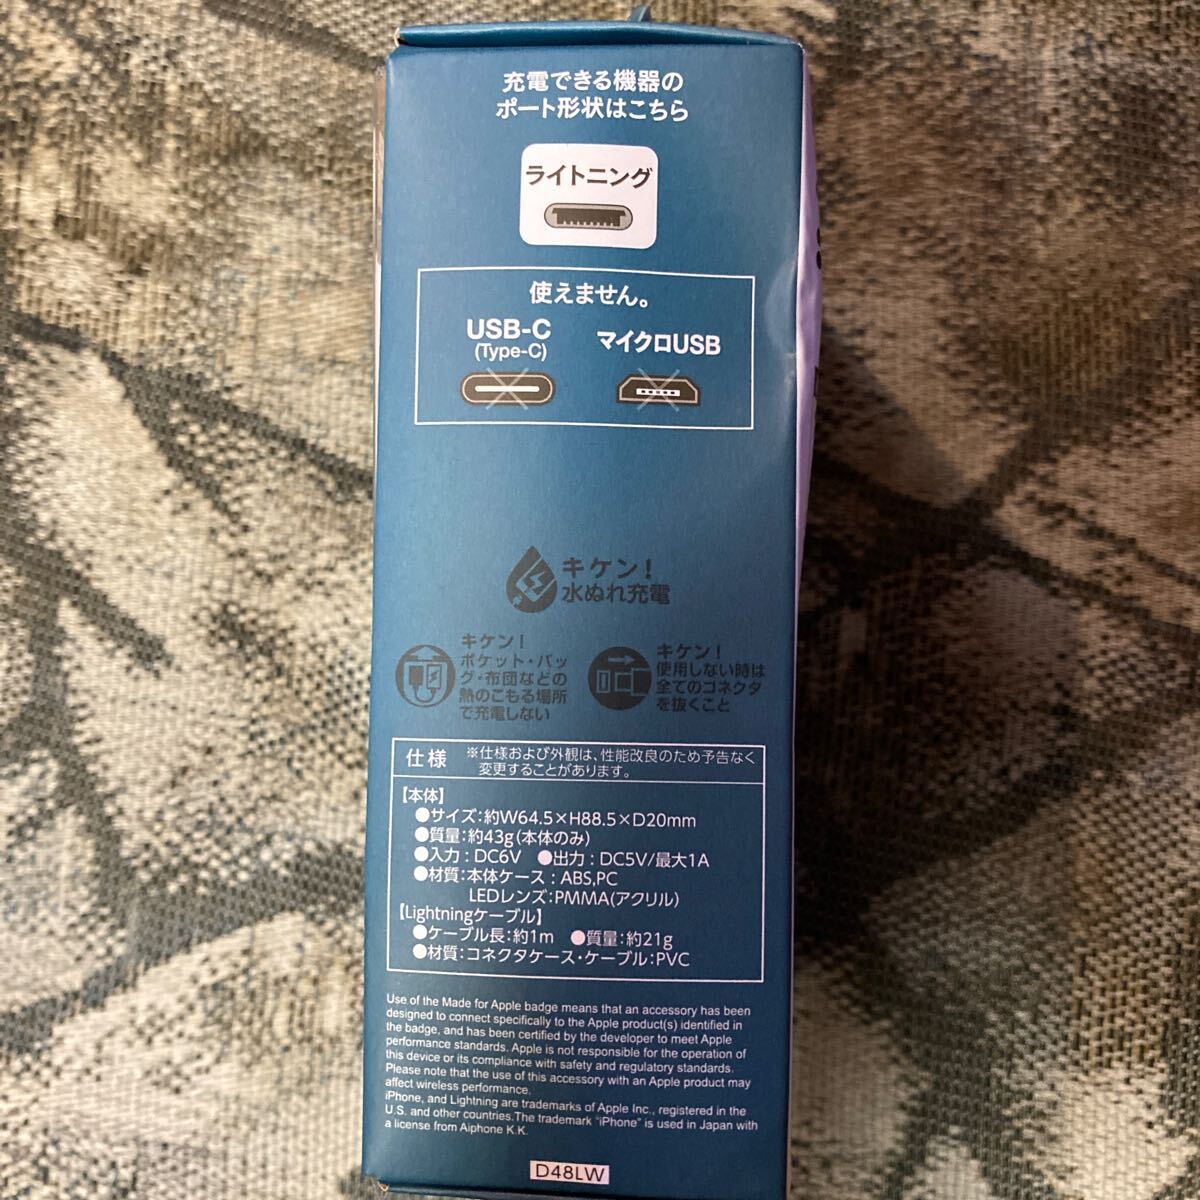 充電できる機器の
ポート形状はこちら
ライトニング
使えません。
USB-C
(Type-C)
マイクロUSB
キケン！
水ぬれ充電
キケン！
ポケット・バッ
グ・布団などの
熱のこもる場所
で充電しない
キケン！
使用しない時は
全てのコネクタ
を抜くこと
仕様 ※仕様および外観は、性能改良のため予告なく
変更することがあります。
【本体】
●サイズ：約W64.5×H88.5×D20mm
●質量：約43g(本体のみ)
●入力：DC6V ●出力：DC5V/最大1A
●材質：本体ケース：ABS,PC
LEDレンズ：PMMA(アクリル)
【Lightningケーブル】
●ケーブル長：約1m ●質量：約21g
●材質：コネクタケース・ケーブル：PVC
Use of the Made for Apple badge means that an accessory has been
designed to connect specifically to the Apple product(s) identified in
the badge, and has been certified by the developer to meet Apple
performance standards. Apple is not responsible for the operation of
this device or its compliance with safety and regulatory standards.
Please note that the use of this accessory with an Apple product may
affect wireless performance.
iPhone, and Lightning are trademarks of Apple Inc., registered in the
U.S. and other countries.The trademark "iPhone" is used in Japan with
a license from Aiphone K.K.
D48LW